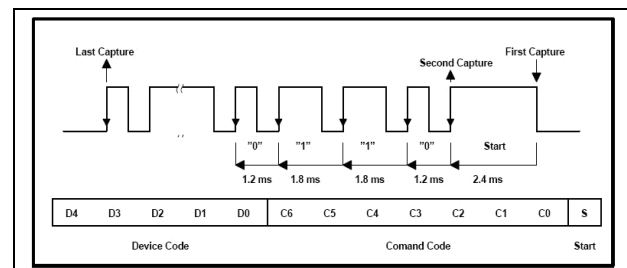 Last Capture
First Capture
Second Capture
"0" "1" "1" "0" Start
1.2 ms 1.8 ms 1.8 ms 1.2 ms 2.4 ms
D4 D3 D2 D1 D0 C6 C5 C4 C3 C2 C1 C0 S
Device Code Comand Code Start